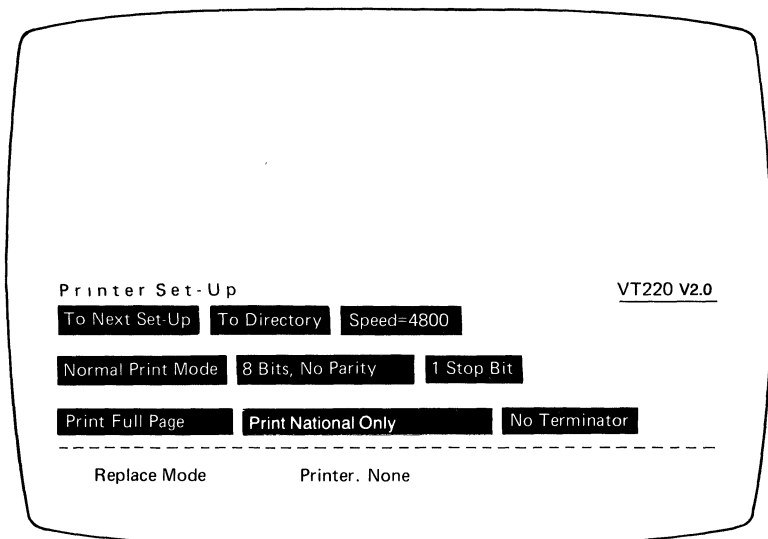 Printer Set-Up VT220 V2.0
To Next Set-Up To Directory Speed=4800
Normal Print Mode 8 Bits, No Parity 1 Stop Bit
Print Full Page Print National Only No Terminator
Replace Mode Printer. None